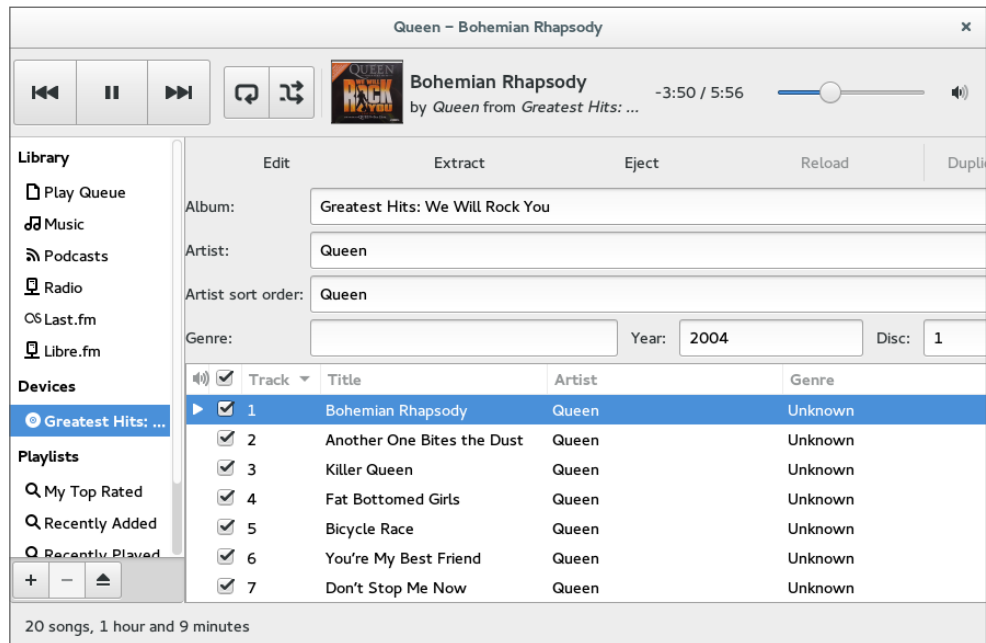 Queen – Bohemian Rhapsody
QUEEN
WE WILL
ROCK
YOU
Bohemian Rhapsody
by Queen from Greatest Hits: ...
-3:50 / 5:56
Library
Play Queue
Music
Podcasts
Radio
Last.fm
Libre.fm
Devices
Greatest Hits: ...
Playlists
My Top Rated
Recently Added
Recently Played
Edit Extract Eject Reload Duplic
Album: Greatest Hits: We Will Rock You
Artist: Queen
Artist sort order: Queen
Genre: Year: 2004 Disc: 1
Track Title Artist Genre
1 Bohemian Rhapsody Queen Unknown
2 Another One Bites the Dust Queen Unknown
3 Killer Queen Queen Unknown
4 Fat Bottomed Girls Queen Unknown
5 Bicycle Race Queen Unknown
6 You're My Best Friend Queen Unknown
7 Don't Stop Me Now Queen Unknown
20 songs, 1 hour and 9 minutes